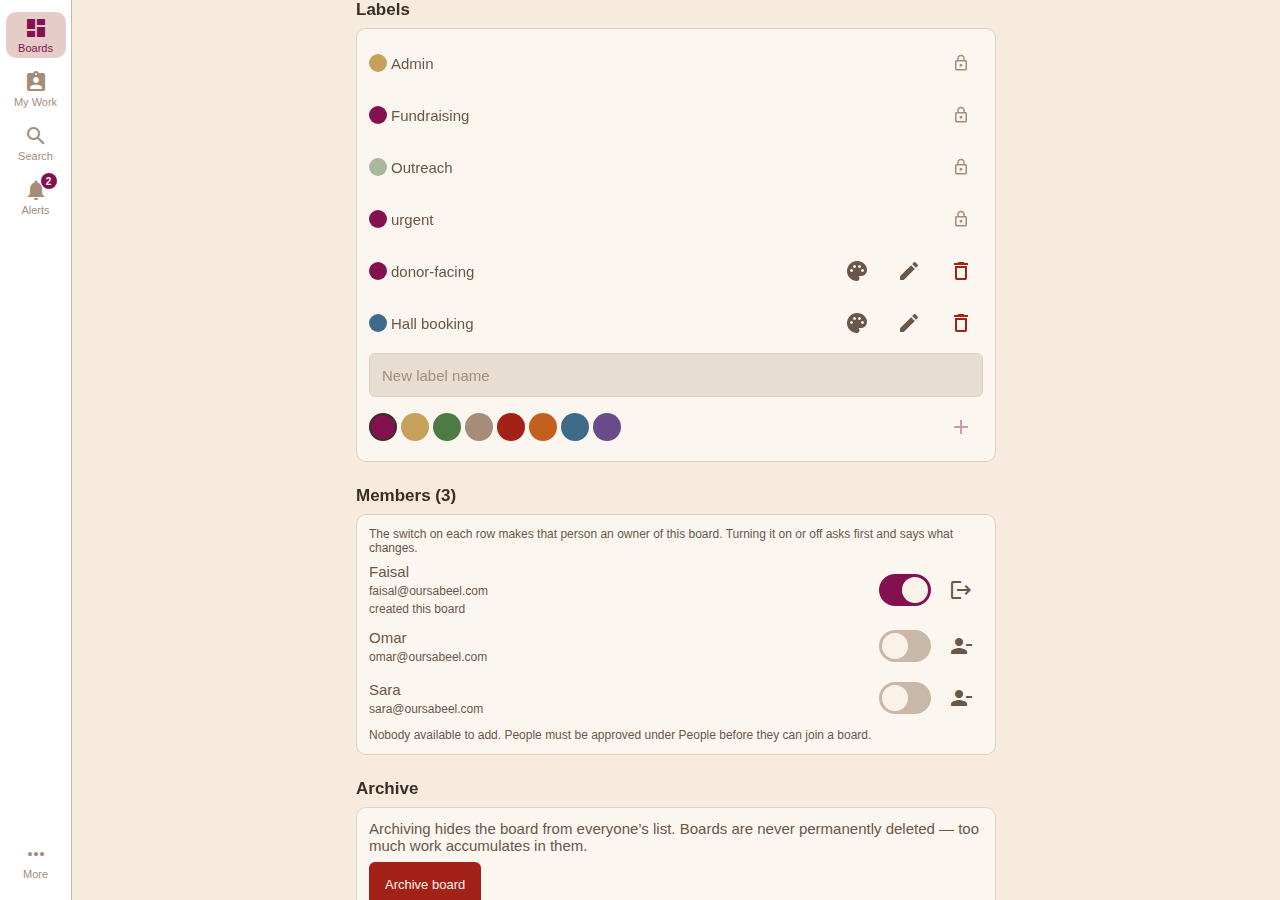 Boards
My Work
Search
2
Alerts
More
Labels
Admin
Fundraising
Outreach
urgent
donor-facing
Hall booking
New label name
Members (3)
The switch on each row makes that person an owner of this board. Turning it on or off asks first and says what
changes.
Faisal
faisal@oursabeel.com
created this board
Omar
omar@oursabeel.com
Sara
sara@oursabeel.com
Nobody available to add. People must be approved under People before they can join a board.
Archive
Archiving hides the board from everyone’s list. Boards are never permanently deleted — too
much work accumulates in them.
Archive board